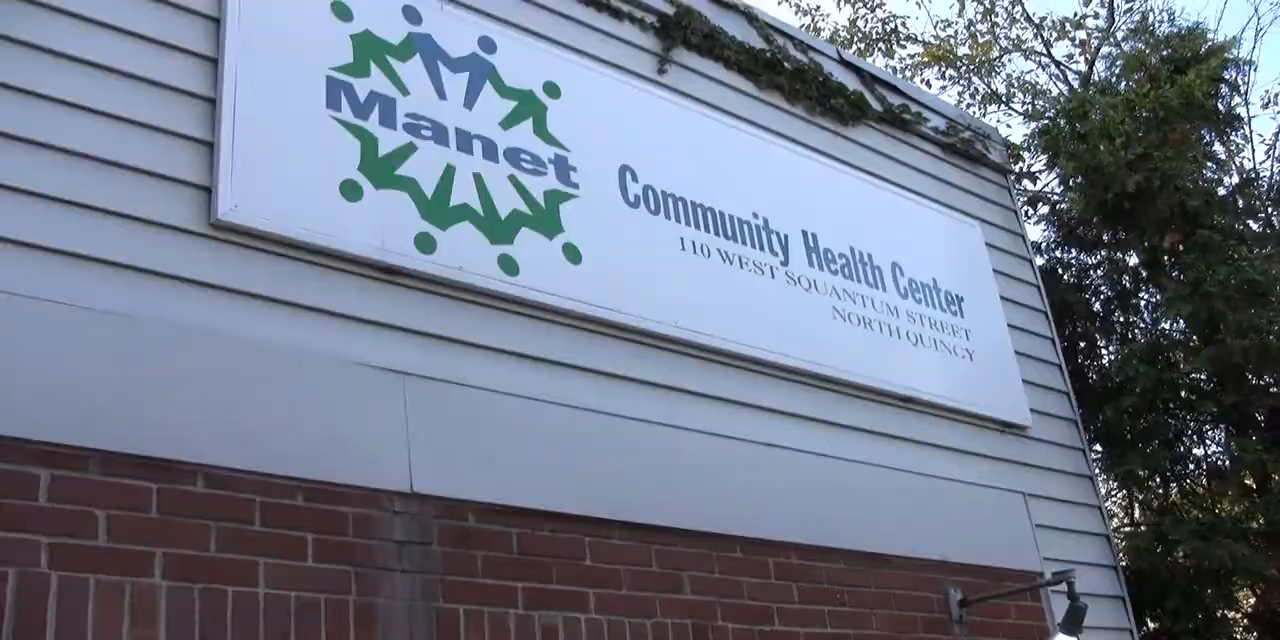 Manet
Community Health Center
110 WEST SQUANTUM STREET
NORTH QUINCY